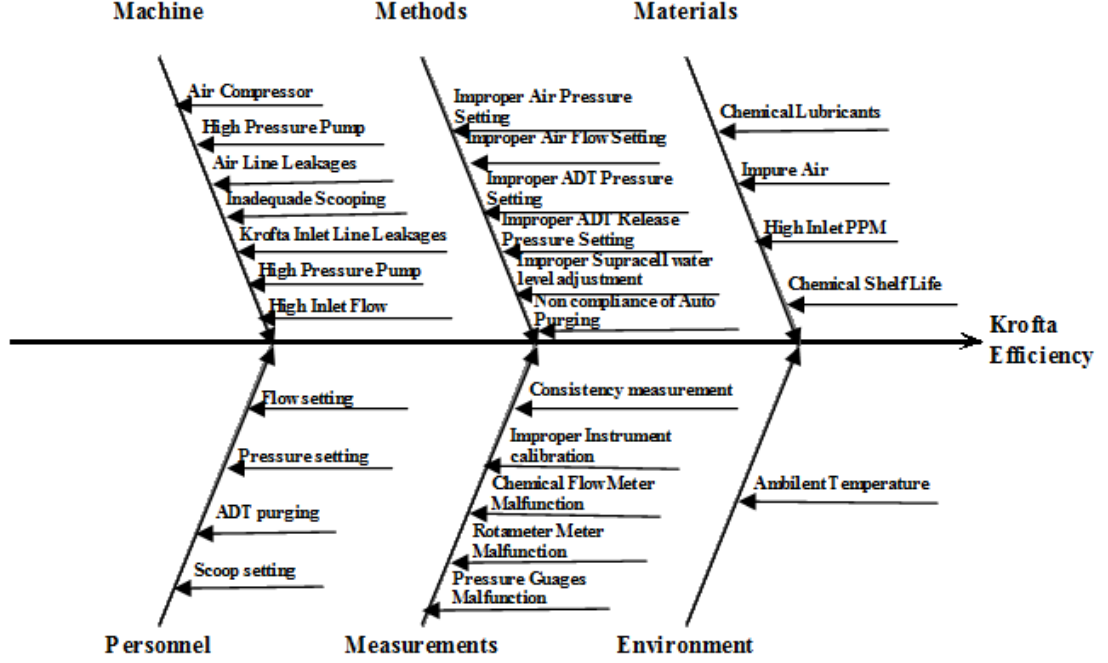 Machine
Methods
Materials
Air Compressor
High Pressure Pump
Air Line Leakages
Inadequade Scooping
Krofta Inlet Line Leakages
High Pressure Pump
High Inlet Flow
Improper Air Pressure
Setting
Improper Air Flow Setting
Improper ADT Pressure
Setting
Improper ADT Release
Pressure Setting
Improper Supracell water
level adjustment
Non compliance of Auto
Purging
Chemical Lubricants
Impure Air
High Inlet PPM
Chemical Shelf Life
Krofta
Efficiency
Flow setting
Pressure setting
ADT purging
Scoop setting
Consistency measurement
Improper Instrument
calibration
Chemical Flow Meter
Malfunction
Rotameter Meter
Malfunction
Pressure Guages
Malfunction
Ambilent Temperature
Personnel
Measurements
Environment